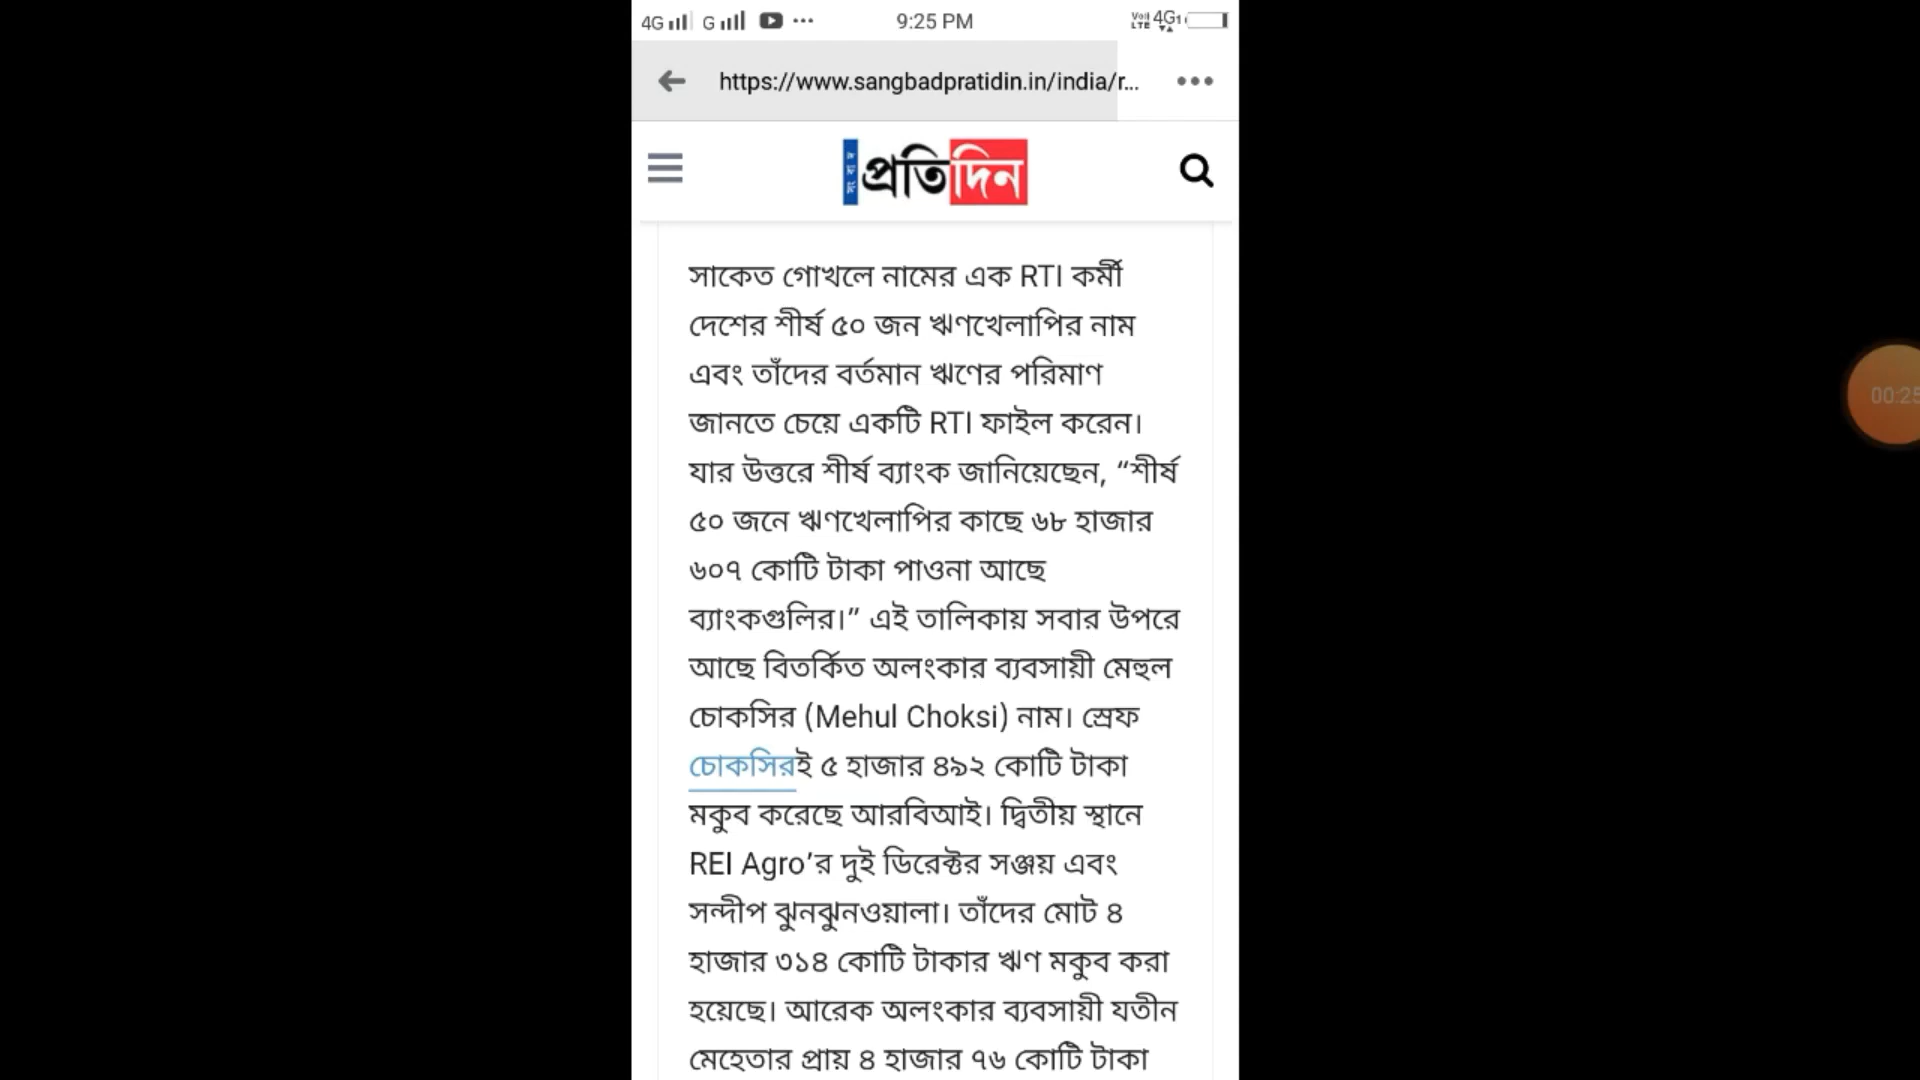 4G G 9:25 PM VoLTE 4G1
https://www.sangbadpratidin.in/india/r...
সংবাদ প্রতিদিন
সাকেত গোখলে নামের এক RTI কর্মী
দেশের শীর্ষ ৫০ জন ঋণখেলাপির নাম
এবং তাঁদের বর্তমান ঋণের পরিমাণ
জানতে চেয়ে একটি RTI ফাইল করেন।
যার উত্তরে শীর্ষ ব্যাংক জানিয়েছেন, “শীর্ষ
৫০ জনে ঋণখেলাপির কাছে ৬৮ হাজার
৬০৭ কোটি টাকা পাওনা আছে
ব্যাংকগুলির।” এই তালিকায় সবার উপরে
আছে বিতর্কিত অলংকার ব্যবসায়ী মেহুল
চোকসির (Mehul Choksi) নাম। স্রেফ
চোকসিরই ৫ হাজার ৪৯২ কোটি টাকা
মকুব করেছে আরবিআই। দ্বিতীয় স্থানে
REI Agro’র দুই ডিরেক্টর সঞ্জয় এবং
সন্দীপ ঝুনঝুনওয়ালা। তাঁদের মোট ৪
হাজার ৩১৪ কোটি টাকার ঋণ মকুব করা
হয়েছে। আরেক অলংকার ব্যবসায়ী যতীন
মেহেতার প্রায় ৪ হাজার ৭৬ কোটি টাকা
00:25